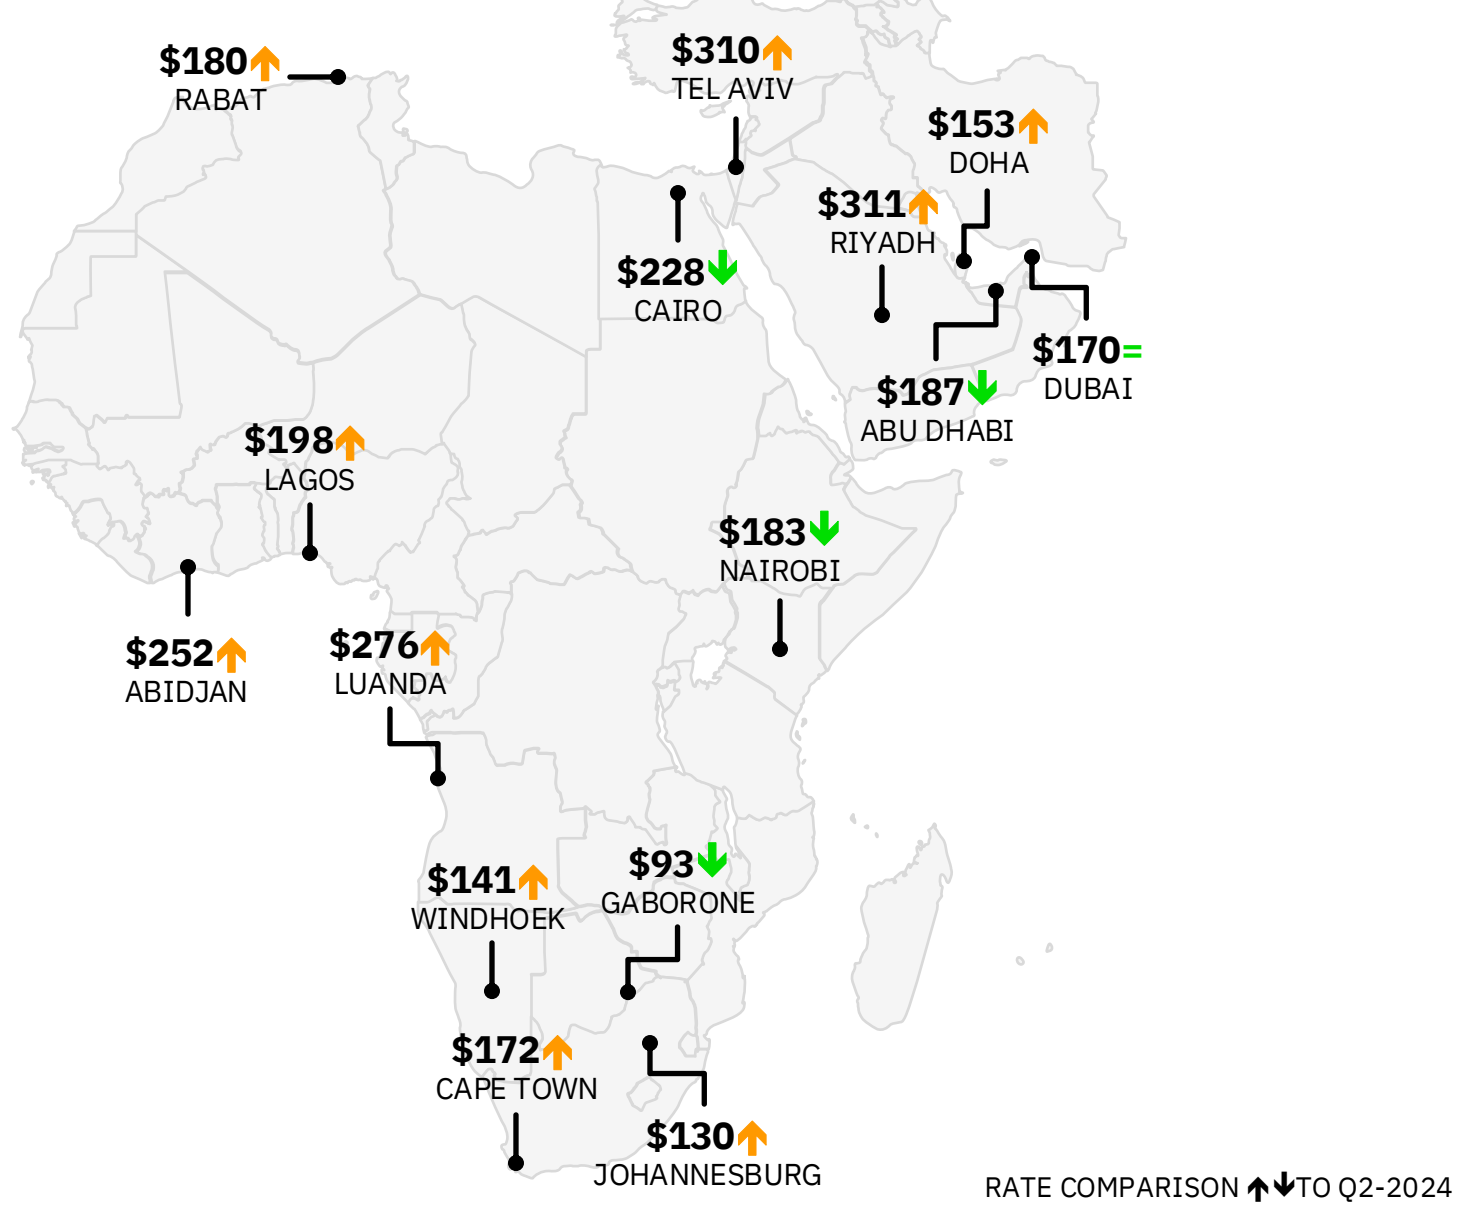 $180↑
RABAT
$310↑
TEL AVIV
$153↑
DOHA
$311↑
RIYADH
$228↓
CAIRO
$170=
DUBAI
$187↓
ABU DHABI
$198↑
LAGOS
$183↓
NAIROBI
$252↑
ABIDJAN
$276↑
LUANDA
$93↓
GABORONE
$141↑
WINDHOEK
$172↑
CAPE TOWN
$130↑
JOHANNESBURG
RATE COMPARISON ↑↓TO Q2-2024